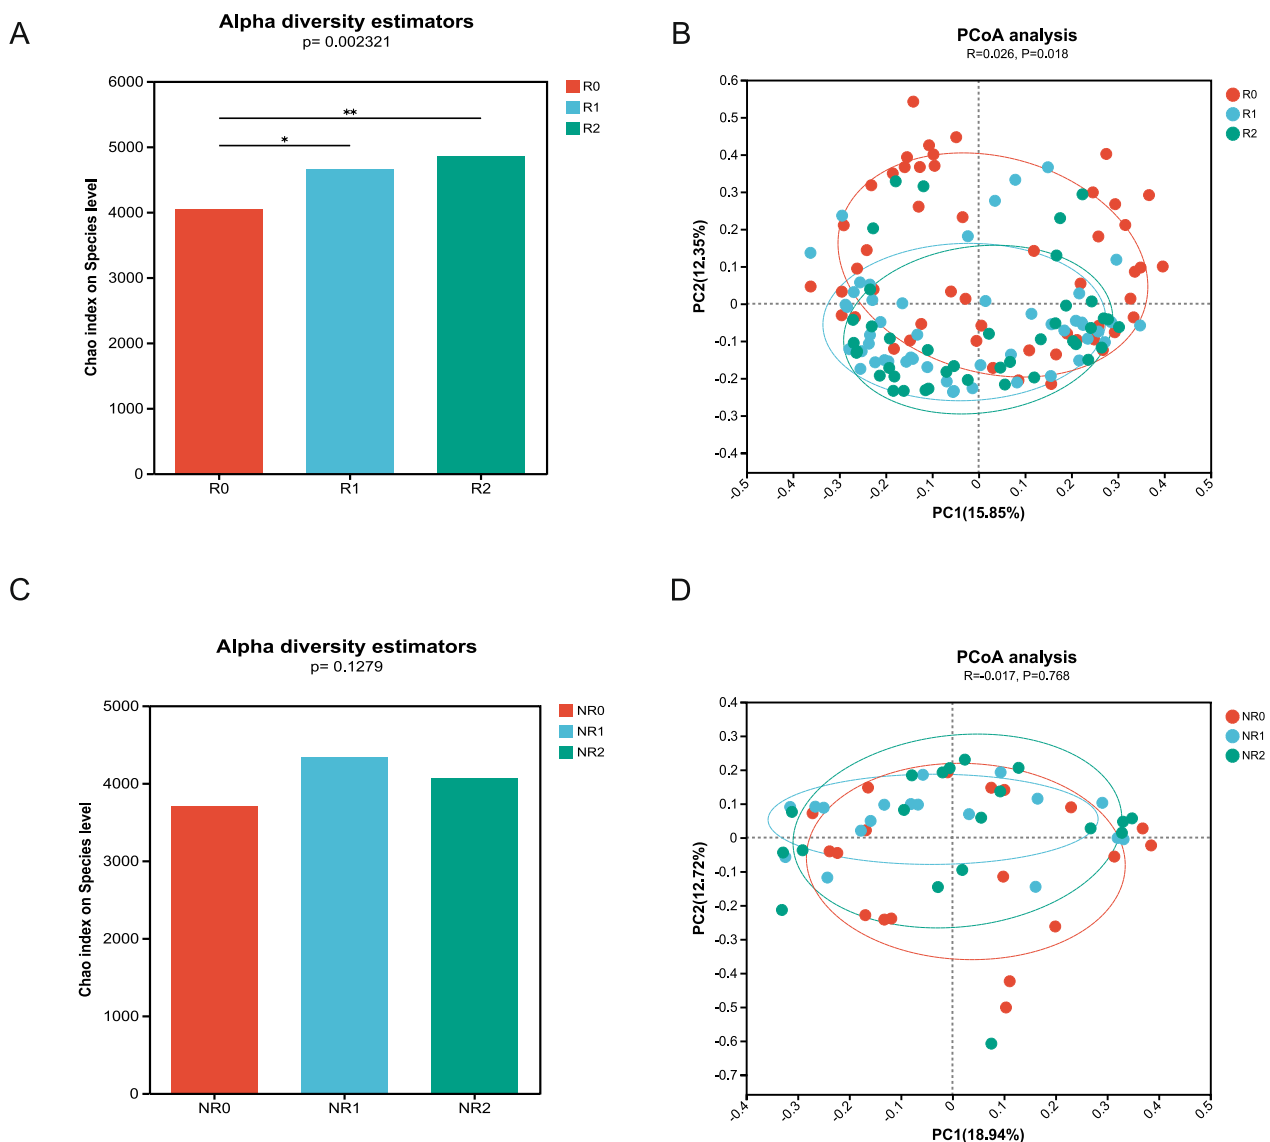 A
Alpha diversity estimators
p= 0.002321
Chao index on Species level
6000
5000
4000
3000
2000
1000
0
**
*
R0
R1
R2
R0
R1
R2
B
PCoA analysis
R=0.026, P=0.018
PC2(12.35%)
0.6
0.5
0.4
0.3
0.2
0.1
0
-0.1
-0.2
-0.3
-0.4
-0.5
-0.4
-0.3
-0.2
-0.1
0
0.1
0.2
0.3
0.4
0.5
PC1(15.85%)
R0
R1
R2
C
Alpha diversity estimators
p= 0.1279
Chao index on Species level
5000
4000
3000
2000
1000
0
NR0
NR1
NR2
NR0
NR1
NR2
D
PCoA analysis
R=-0.017, P=0.768
PC2(12.72%)
0.4
0.3
0.2
0.1
0
-0.1
-0.2
-0.3
-0.4
-0.5
-0.6
-0.7
-0.4
-0.3
-0.2
-0.1
0
0.1
0.2
0.3
0.4
0.5
PC1(18.94%)
NR0
NR1
NR2